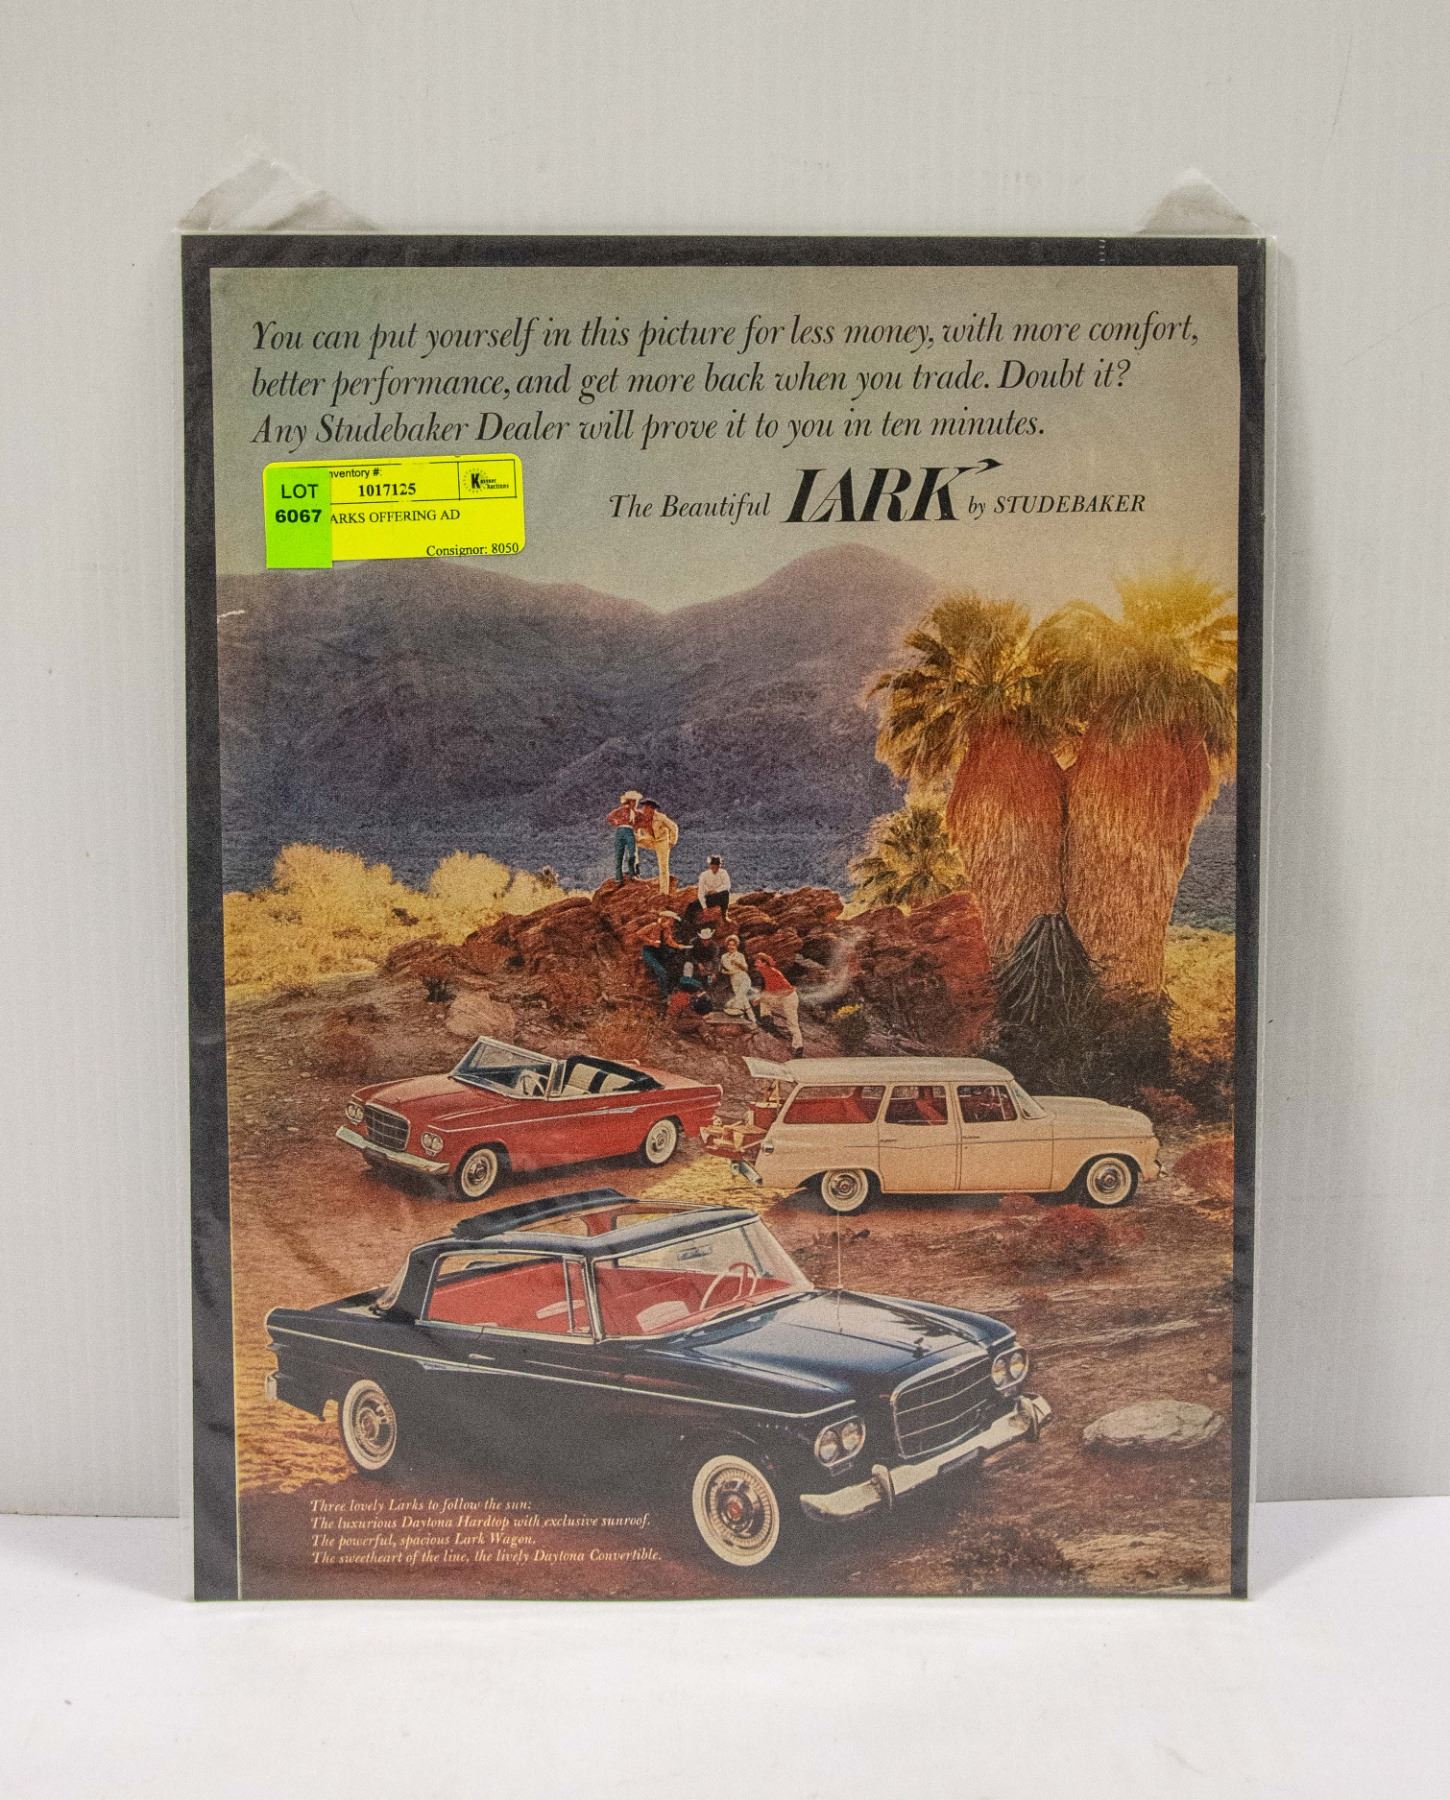 You can put yourself in this picture for less money, with more comfort,
better performance, and get more back when you trade. Doubt it?
Any Studebaker Dealer will prove it to you in ten minutes.
The Beautiful LARK by STUDEBAKER
LOT
6067
nventory #:
1017125
ARKS OFFERING AD
Consignor: 8050
Kastner
Auctions
Three lovely Larks to follow the sun:
The luxurious Daytona Hardtop with exclusive sunroof.
The powerful, spacious Lark Wagon.
The sweetheart of the line, the lively Daytona Convertible.